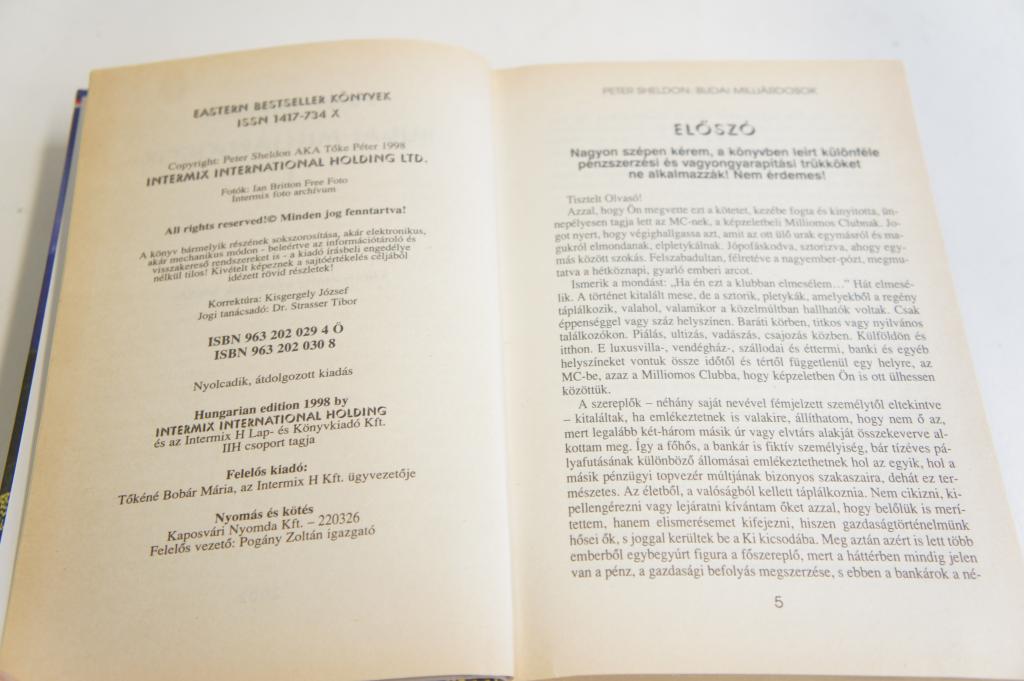 EASTERN BESTSELLER KÖNYVEK
ISSN 1417-734 X
Copyright: Peter Sheldon AKA Tőke Péter 1998
INTERMIX INTERNATIONAL HOLDING LTD.
Fotók: Ian Britton Free Foto
Intermix foto archívum
All rights reserved!© Minden jog fenntartva!
A könyv bármelyik részének sokszorosítása, akár elektronikus,
akár mechanikus módon - beleértve az információtároló és
visszakereső rendszereket is - a kiadó írásbeli engedélye
nélkül tilos! Kivételt képeznek a sajtóértékelés céljából
idézett rövid részletek!
Korrektúra: Kisgergely József
Jogi tanácsadó: Dr. Strasser Tibor
ISBN 963 202 029 4 Ö
ISBN 963 202 030 8
Nyolcadik, átdolgozott kiadás
Hungarian edition 1998 by
INTERMIX INTERNATIONAL HOLDING
és az Intermix H Lap- és Könyvkiadó Kft.
IIH csoport tagja
Felelős kiadó:
Tőkéné Bobár Mária, az Intermix H Kft. ügyvezetője
Nyomás és kötés
Kaposvári Nyomda Kft. – 220326
Felelős vezető: Pogány Zoltán igazgató
PETER SHELDON: BUDAI MILLIÁRDOSOK
ELŐSZÓ
Nagyon szépen kérem, a könyvben leírt különféle
pénzszerzési és vagyongyarapítási trükköket
ne alkalmazzák! Nem érdemes!
Tisztelt Olvasó!
Azzal, hogy Ön megvette ezt a kötetet, kezébe fogta és kinyitotta, ün-
nepélyesen tagja lett az MC-nek, a képzeletbeli Milliomos Clubnak. Jo-
got nyert, hogy végighallgassa azt, amit az ott ülő urak egymásról és ma-
gukról elmondanak, elpletykálnak. Jópofáskodva, sztorizva, ahogy egy-
más között szokás. Felszabadultan, félretéve a nagyember-pózt, megmu-
tatva a hétköznapi, gyarló emberi arcot.
Ismerik a mondást: „Ha én ezt a klubban elmesélem...” Hát elmesé-
lik. A történet kitalált mese, de a sztorik, pletykák, amelyekből a regény
táplálkozik, valahol, valamikor a közelmúltban hallhatók voltak. Csak
éppenséggel vagy száz helyszínen. Baráti körben, titkos vagy nyilvános
találkozókon. Piálás, ultizás, vadászás, csajozás közben. Külföldön és
itthon. E luxusvilla-, vendégház-, szállodai és éttermi, banki és egyéb
helyszíneket vontuk össze időtől és tértől függetlenül egy helyre, az
MC-be, azaz a Milliomos Clubba, hogy képzeletben Ön is ott ülhessen
közöttük.
A szereplők – néhány saját nevével fémjelzett személytől eltekintve
– kitaláltak, ha emlékeztetnek is valakire, állíthatom, hogy nem ő az,
mert legalább két-három másik úr vagy elvtárs alakját összekeverve al-
kottam meg. Így a főhős, a bankár is fiktív személyiség, bár tízéves pá-
lyafutásának különböző állomásai emlékeztethetnek hol az egyik, hol a
másik pénzügyi topvezér múltjának bizonyos szakaszaira, dehát ez ter-
mészetes. Az életből, a valóságból kellett táplálkoznia. Nem cikizni, ki-
pellengérezni vagy lejáratni kívántam őket azzal, hogy belőlük is merí-
tettem, hanem elismerésemet kifejezni, hiszen gazdaságtörténelmünk
hősei ők, s joggal kerültek be a Ki kicsodába. Meg aztán azért is lett több
emberből egybegyúrt figura a főszereplő, mert a háttérben mindig jelen
van a pénz, a gazdasági befolyás megszerzése, s ebben a bankárok a né-
5